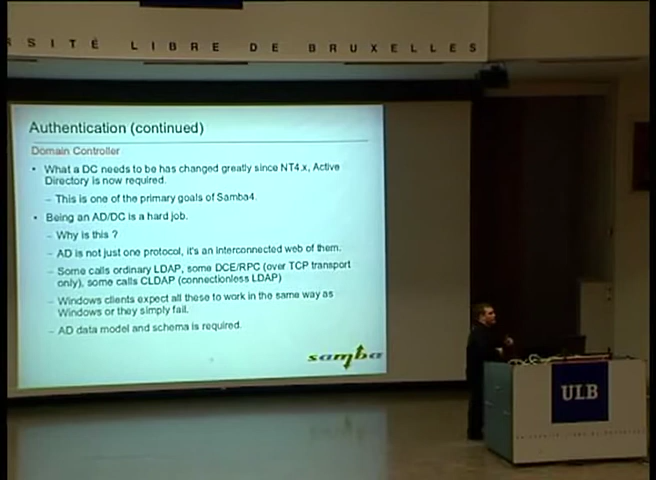 SITÉ LIBRE DE BRUXELLES
Authentication (continued)
Domain Controller
• What a DC needs to be has changed greatly since NT4.x, Active
Directory is now required.
– This is one of the primary goals of Samba4.
• Being an AD/DC is a hard job.
– Why is this ?
– AD is not just one protocol, it's an interconnected web of them.
– Some calls ordinary LDAP, some DCE/RPC (over TCP transport
only), some calls CLDAP (connectionless LDAP)
– Windows clients expect all these to work in the same way as
Windows or they simply fail.
– AD data model and schema is required.
samba
ULB